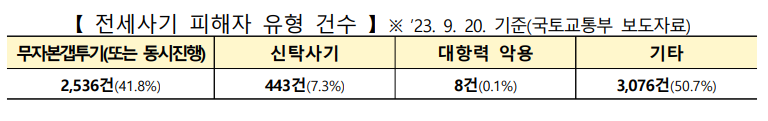 【 전세사기 피해자 유형 건수 】 ※ ‘23. 9. 20. 기준(국토교통부 보도자료)
무자본갭투기(또는 동시진행) 신탁사기 대항력 악용 기타
2,536건(41.8%) 443건(7.3%) 8건(0.1%) 3,076건(50.7%)